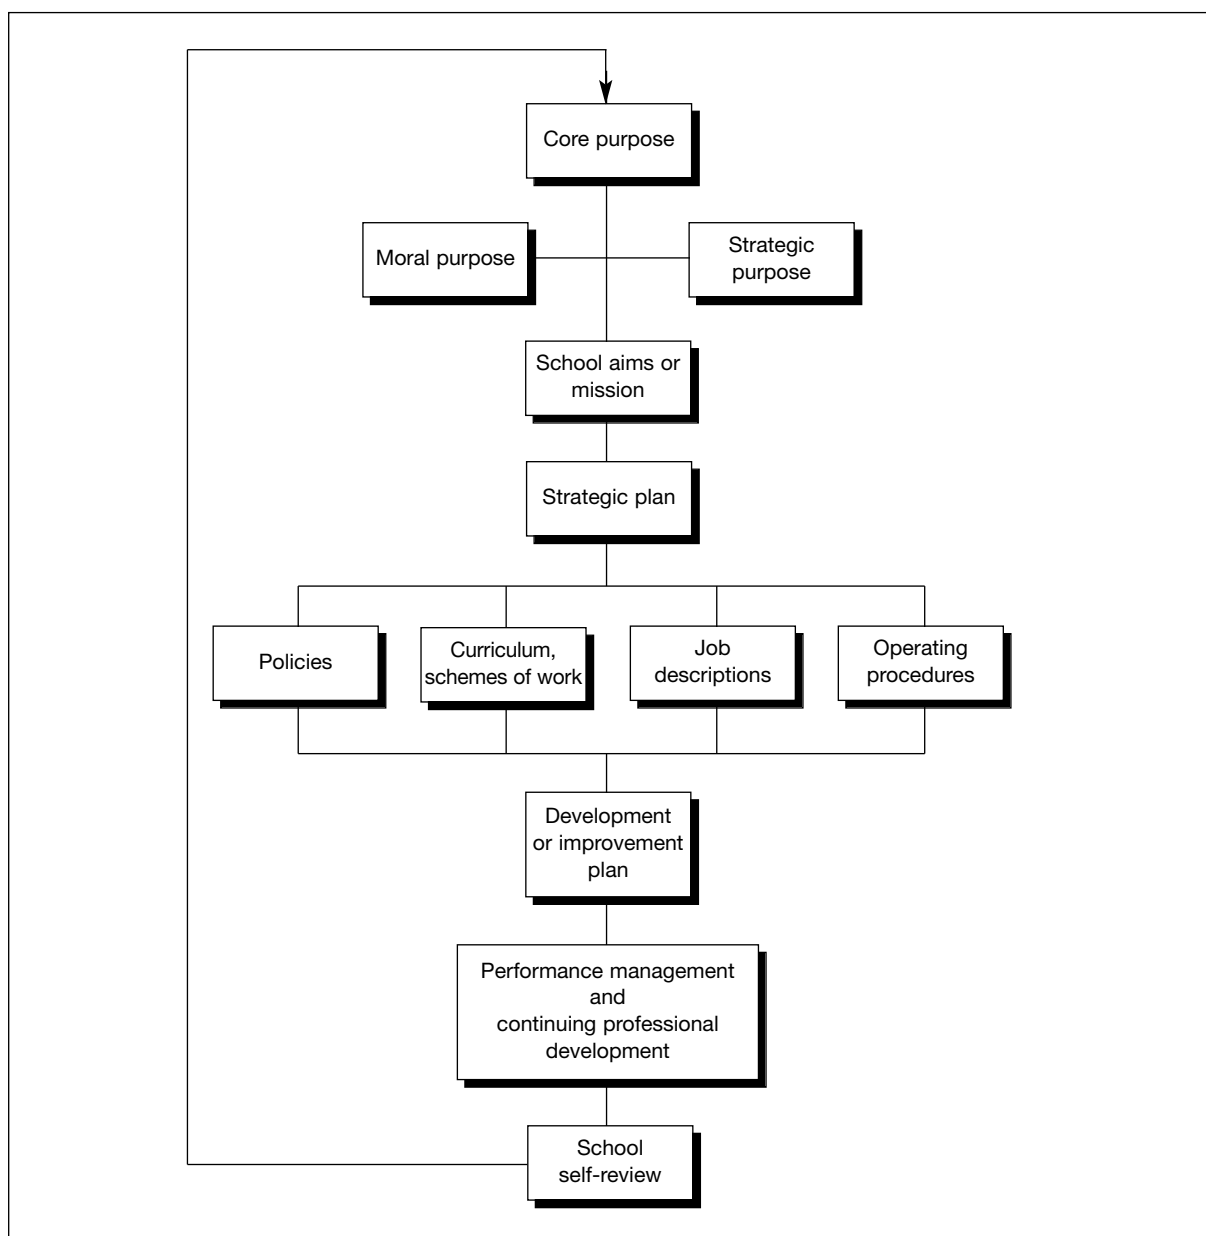 Core purpose
Moral purpose
Strategic
purpose
School aims or
mission
Strategic plan
Policies
Curriculum,
schemes of work
Job
descriptions
Operating
procedures
Development
or improvement
plan
Performance management
and
continuing professional
development
School
self-review